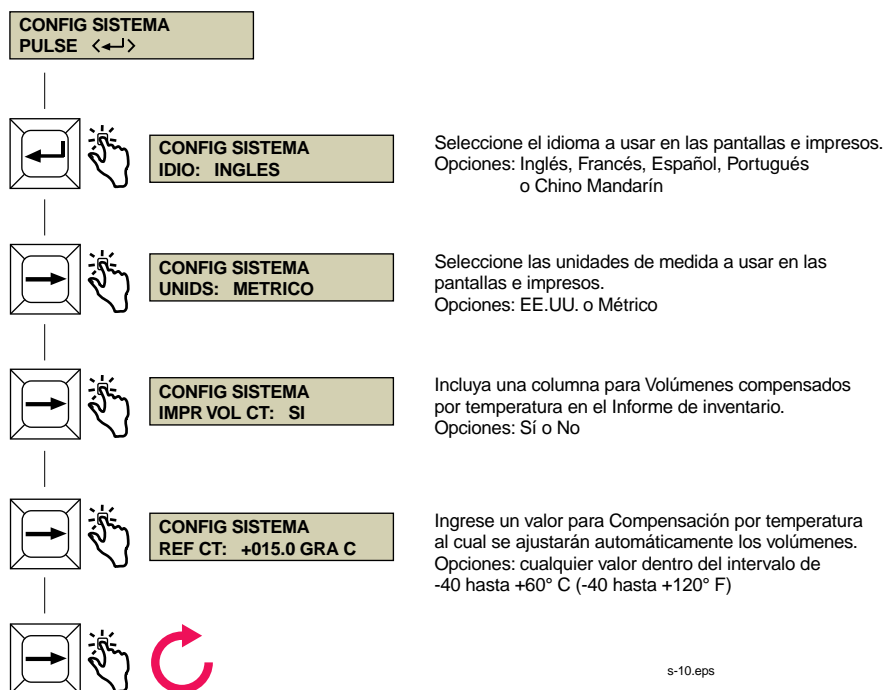 CONFIG SISTEMA
PULSE <↵>
CONFIG SISTEMA
IDIO: INGLES
Seleccione el idioma a usar en las pantallas e impresos.
Opciones: Inglés, Francés, Español, Portugués
o Chino Mandarín
CONFIG SISTEMA
UNIDS: METRICO
Seleccione las unidades de medida a usar en las
pantallas e impresos.
Opciones: EE.UU. o Métrico
CONFIG SISTEMA
IMPR VOL CT: SI
Incluya una columna para Volúmenes compensados
por temperatura en el Informe de inventario.
Opciones: Sí o No
CONFIG SISTEMA
REF CT: +015.0 GRA C
Ingrese un valor para Compensación por temperatura
al cual se ajustarán automáticamente los volúmenes.
Opciones: cualquier valor dentro del intervalo de
-40 hasta +60° C (-40 hasta +120° F)
s-10.eps